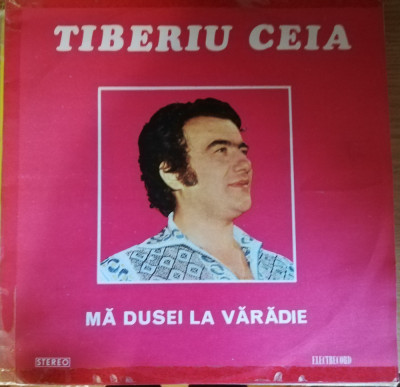 TIBERIU CEIA
MĂ DUSEI LA VĂRĂDIE
STEREO
ELECTRECORD